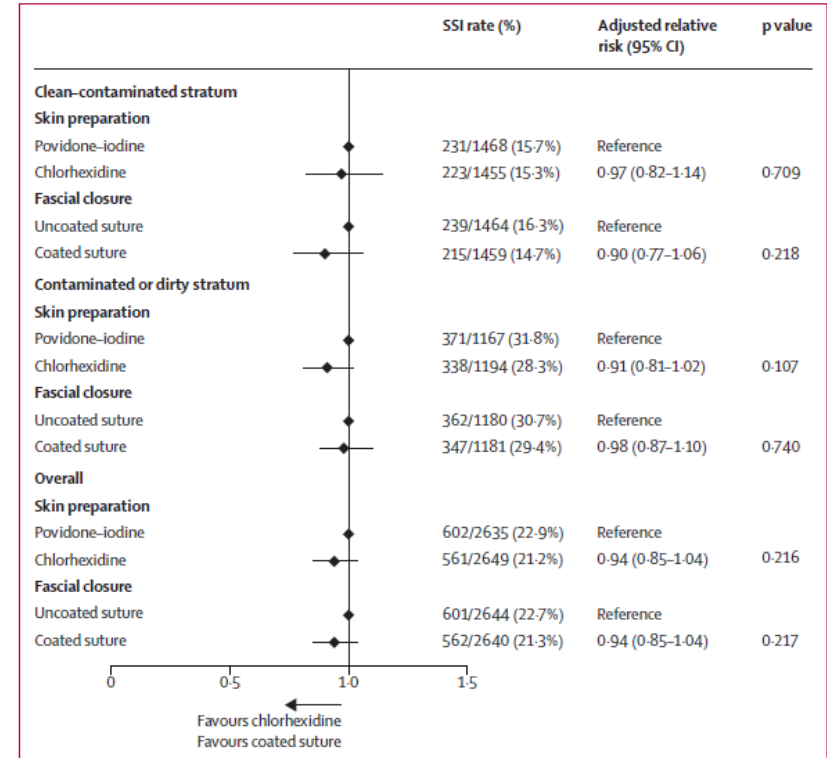 SSI rate (%) Adjusted relative p value
risk (95% CI)
Clean–contaminated stratum
Skin preparation
Povidone–iodine 231/1468 (15·7%) Reference
Chlorhexidine 223/1455 (15·3%) 0·97 (0·82–1·14) 0·709
Fascial closure
Uncoated suture 239/1464 (16·3%) Reference
Coated suture 215/1459 (14·7%) 0·90 (0·77–1·06) 0·218
Contaminated or dirty stratum
Skin preparation
Povidone–iodine 371/1167 (31·8%) Reference
Chlorhexidine 338/1194 (28·3%) 0·91 (0·81–1·02) 0·107
Fascial closure
Uncoated suture 362/1180 (30·7%) Reference
Coated suture 347/1181 (29·4%) 0·98 (0·87–1·10) 0·740
Overall
Skin preparation
Povidone–iodine 602/2635 (22·9%) Reference
Chlorhexidine 561/2649 (21·2%) 0·94 (0·85–1·04) 0·216
Fascial closure
Uncoated suture 601/2644 (22·7%) Reference
Coated suture 562/2640 (21·3%) 0·94 (0·85–1·04) 0·217
0 0·5 1·0 1·5
Favours chlorhexidine
Favours coated suture